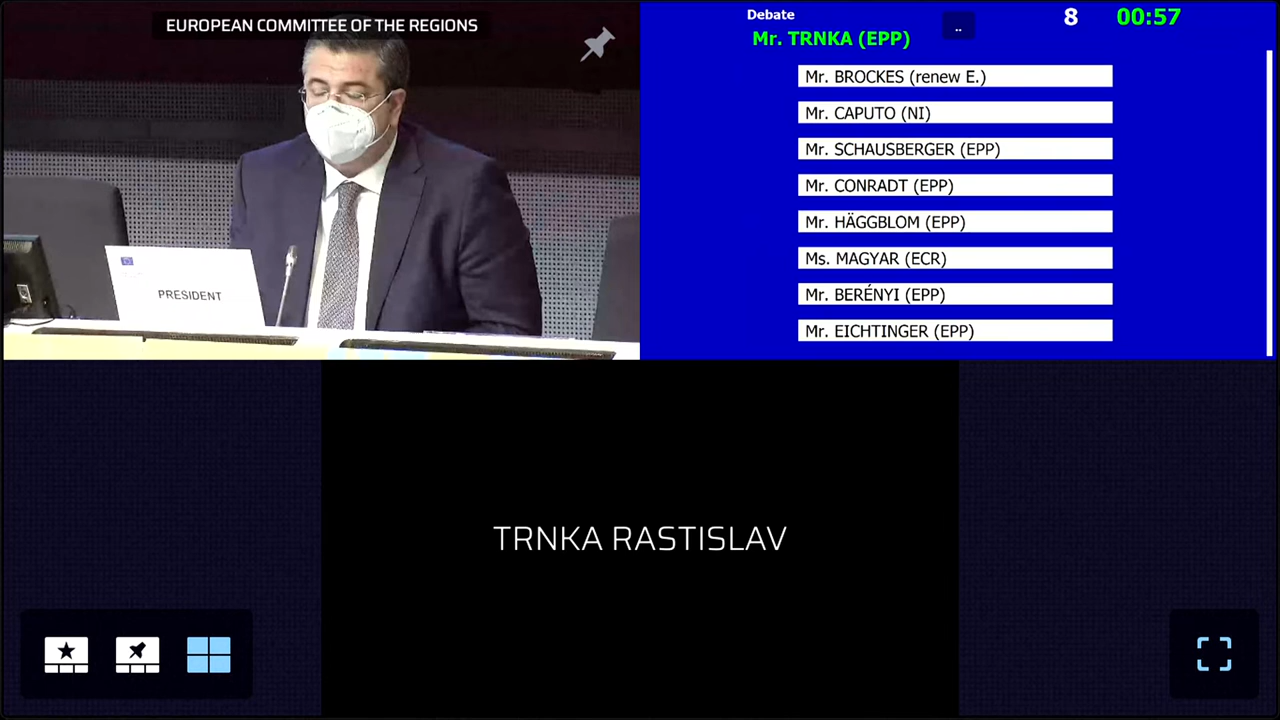 EUROPEAN COMMITTEE OF THE REGIONS
PRESIDENT
Debate
8
00:57
Mr. TRNKA (EPP)
..
Mr. BROCKES (renew E.)
Mr. CAPUTO (NI)
Mr. SCHAUSBERGER (EPP)
Mr. CONRADT (EPP)
Mr. HÄGGBLOM (EPP)
Ms. MAGYAR (ECR)
Mr. BERÉNYI (EPP)
Mr. EICHTINGER (EPP)
TRNKA RASTISLAV